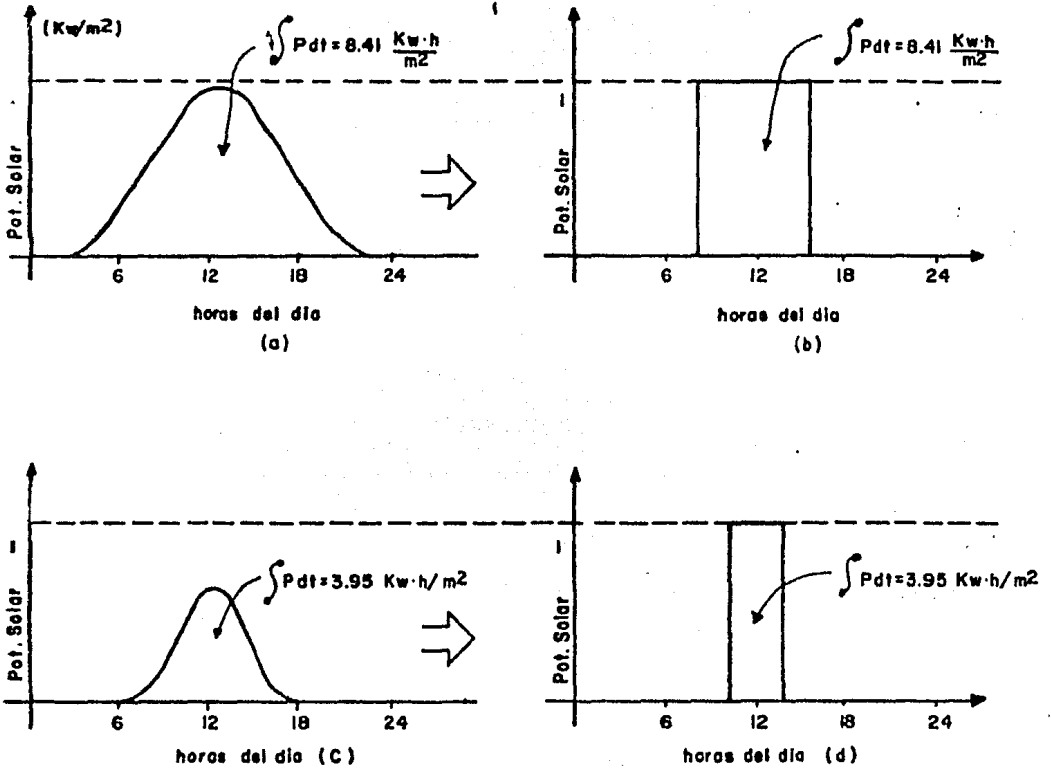 (Kw/m2)
∫ Pdt=8.41 Kw·h/m2
Pot. Solar
6 12 18 24
horas del dia
(a)
∫ Pdt=8.41 Kw·h/m2
1
Pot. Solar
6 12 18 24
horas del dia
(b)
1
∫ Pdt=3.95 Kw·h/m2
Pot. Solar
6 12 18 24
horas del dia (C)
1
∫ Pdt=3.95 Kw·h/m2
Pot. Solar
6 12 18 24
horas del dia (d)